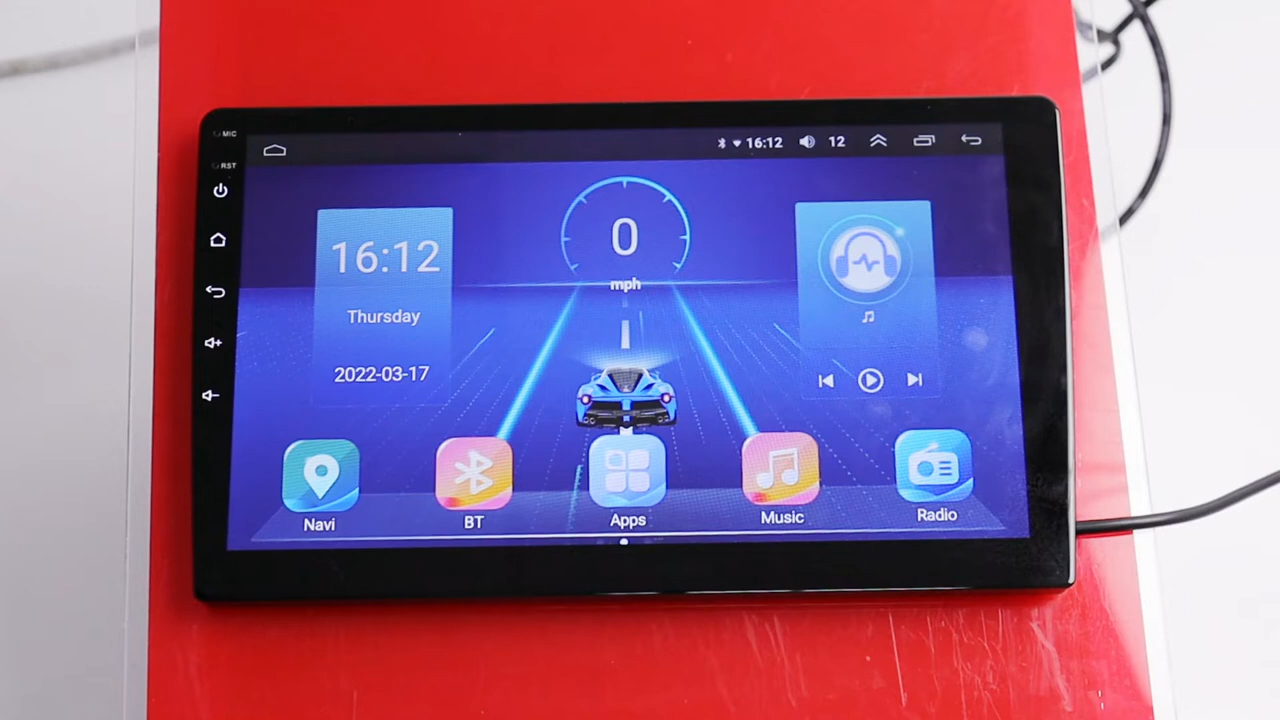 MIC
RST
16:12
12
16:12
Thursday
2022-03-17
0
mph
Navi
BT
Apps
Music
Radio